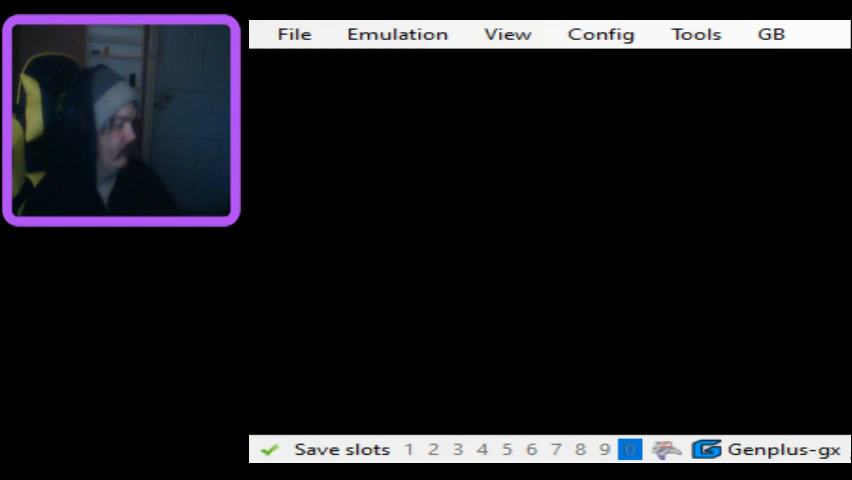 File Emulation View Config Tools GB
Save slots 1 2 3 4 5 6 7 8 9 0 Genplus-gx